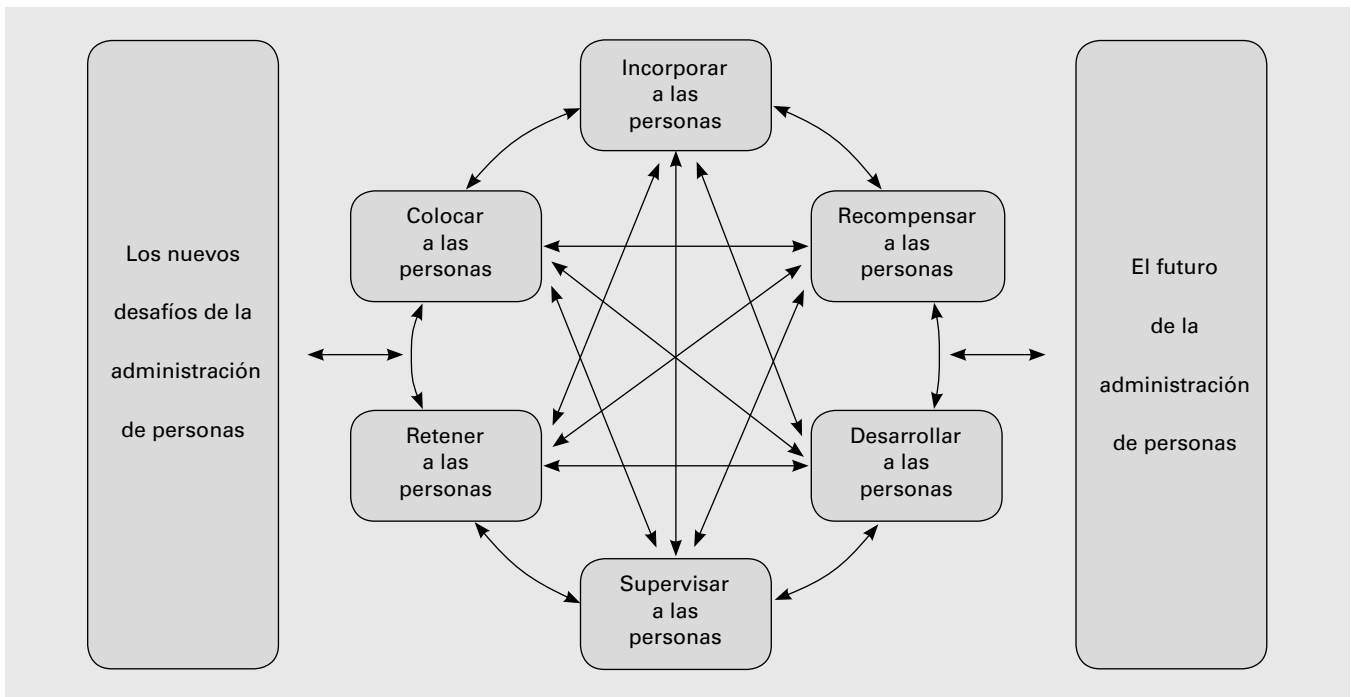 Los nuevos
desafíos de la
administración
de personas
Incorporar
a las
personas
Colocar
a las
personas
Recompensar
a las
personas
Retener
a las
personas
Desarrollar
a las
personas
Supervisar
a las
personas
El futuro
de la
administración
de personas